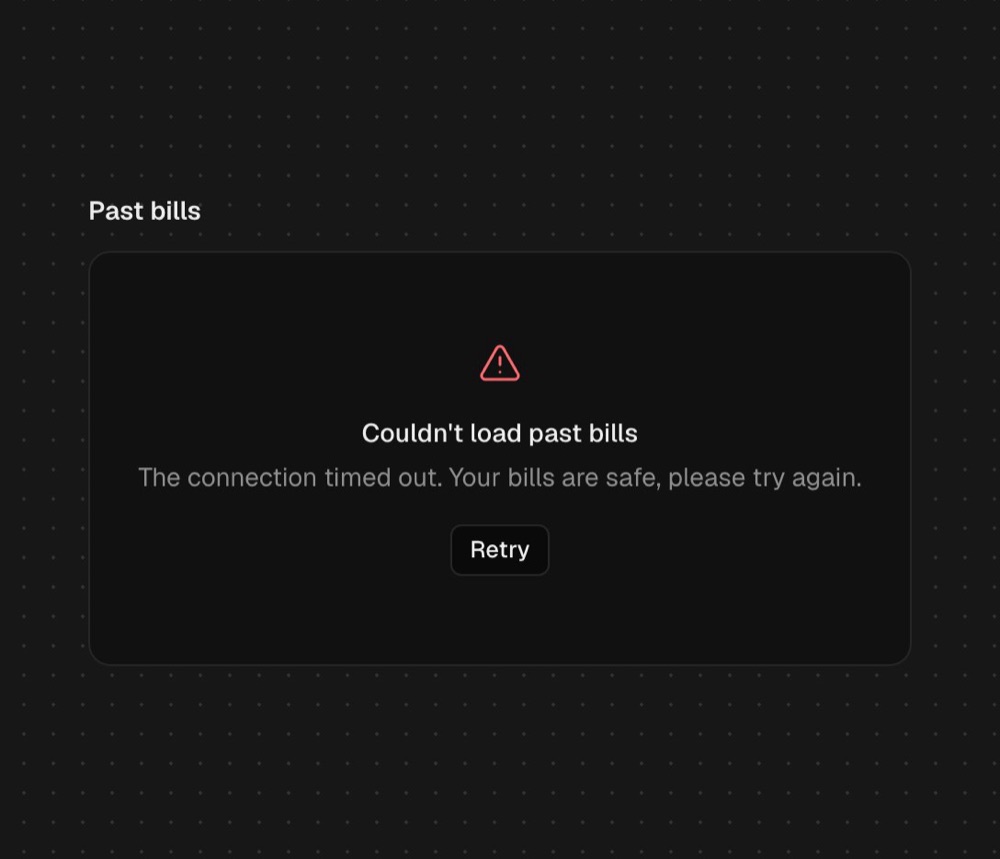 Past bills
Couldn't load past bills
The connection timed out. Your bills are safe, please try again.
Retry